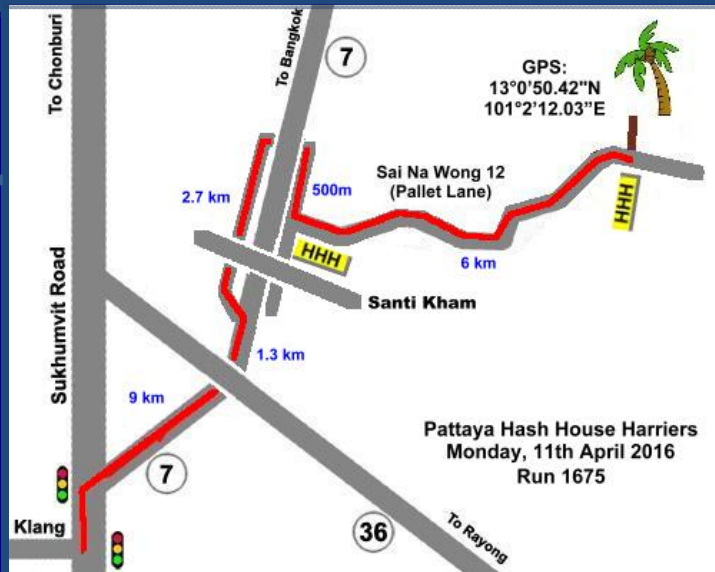 To Chonburi
To Bangkok
7
GPS:
13°0'50.42"N
101°2'12.03"E
Sai Na Wong 12
(Pallet Lane)
2.7 km
500m
HHH
HHH
6 km
Santi Kham
Sukhumvit Road
1.3 km
9 km
7
Pattaya Hash House Harriers
Monday, 11th April 2016
Run 1675
Klang
36
To Rayong